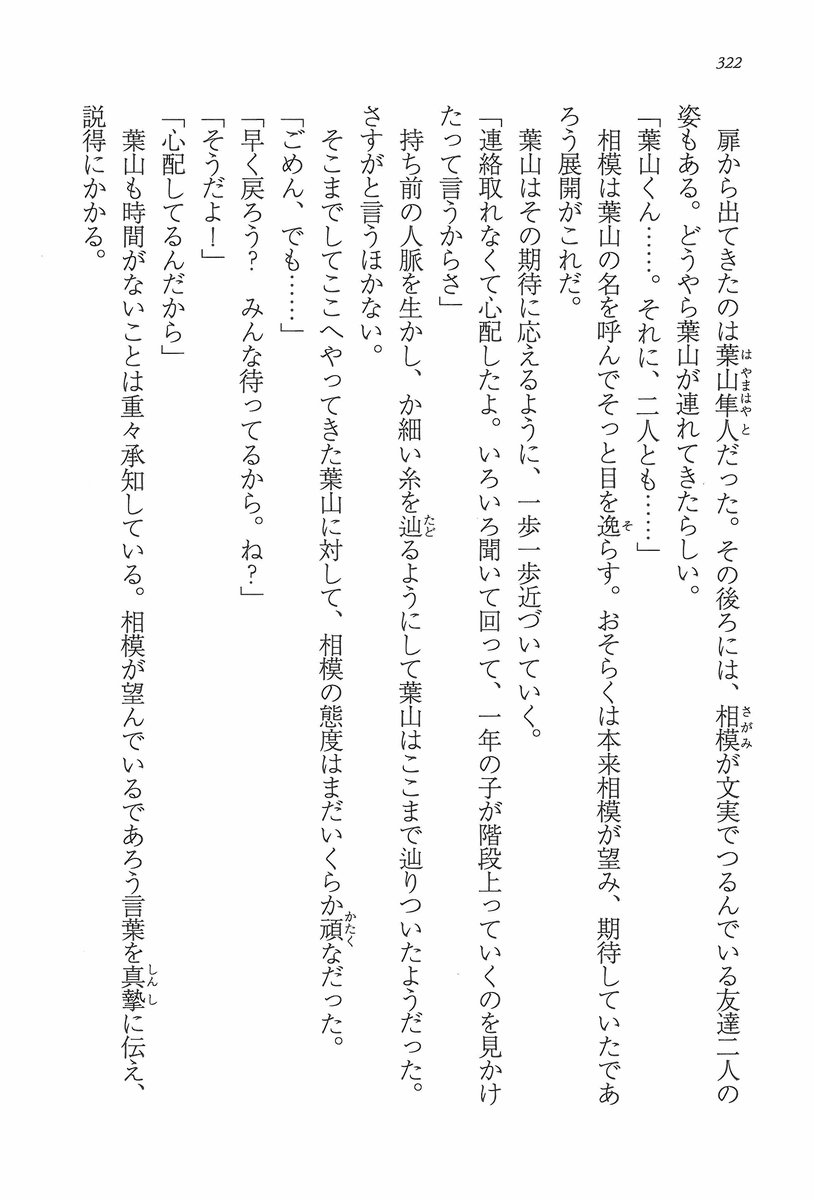 322
扉から出てきたのは葉山隼人だった。その後ろには、相模が文実でつるんでいる友達二人の
姿もある。どうやら葉山が連れてきたらしい。
「葉山くん……。それに、二人とも……」
相模は葉山の名を呼んでそっと目を逸らす。おそらくは本来相模が望み、期待していたであ
ろう展開がこれだ。
葉山はその期待に応えるように、一歩一歩近づいていく。
「連絡取れなくて心配したよ。いろいろ聞いて回って、一年の子が階段上っていくのを見かけ
たって言うからさ」
持ち前の人脈を生かし、か細い糸を辿るようにして葉山はここまで辿りついたようだった。
さすがと言うほかない。
そこまでしてここへやってきた葉山に対して、相模の態度はまだいくらか頑なだった。
「ごめん、でも……」
「早く戻ろう？　みんな待ってるから。ね？」
「そうだよ！」
「心配してるんだから」
葉山も時間がないことは重々承知している。相模が望んでいるであろう言葉を真摯に伝え、
説得にかかる。